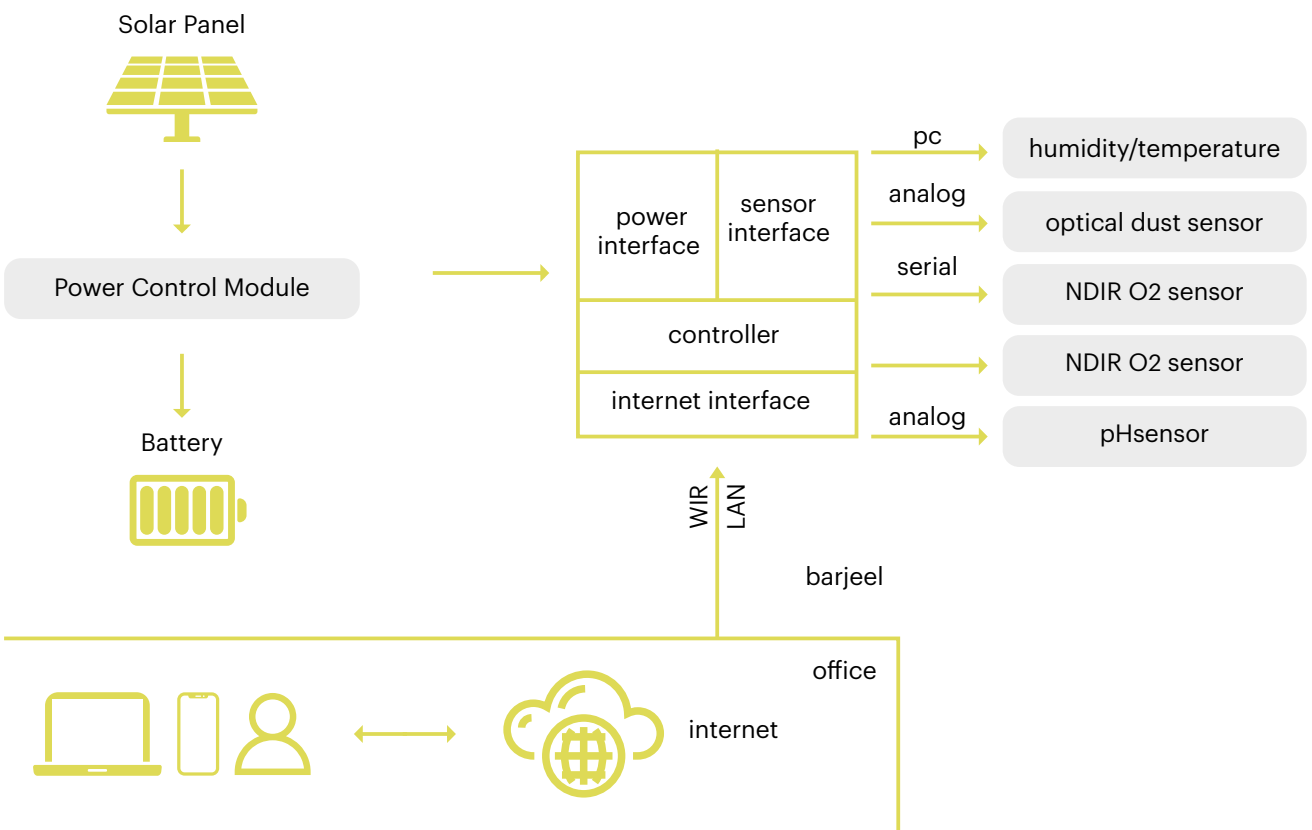 Solar Panel
Power Control Module
Battery
power
interface
sensor
interface
controller
internet interface
pc
humidity/temperature
analog
optical dust sensor
serial
NDIR O2 sensor
NDIR O2 sensor
analog
pHsensor
WIR
LAN
barjeel
office
internet